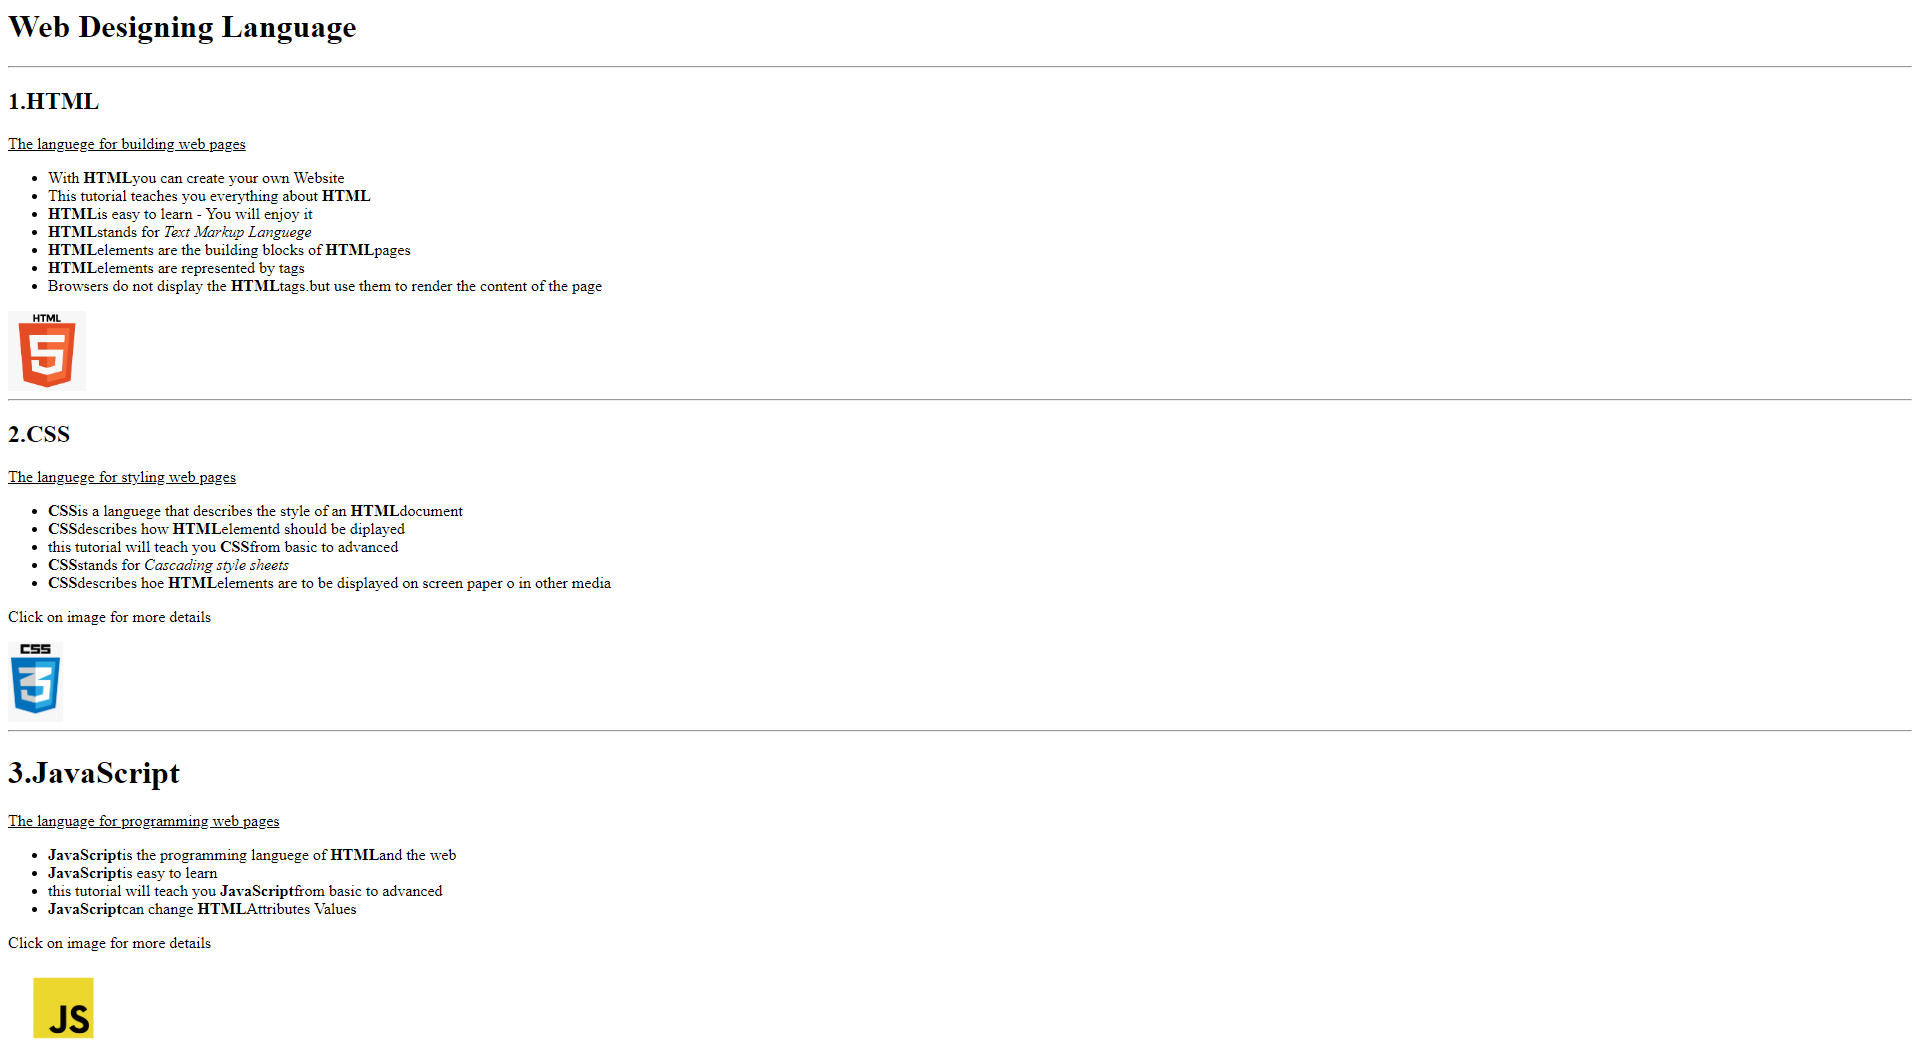 Web Designing Language
1.HTML
The languege for building web pages
With HTMLyou can create your own Website
This tutorial teaches you everything about HTML
HTMLis easy to learn - You will enjoy it
HTMLstands for Text Markup Languege
HTMLelements are the building blocks of HTMLpages
HTMLelements are represented by tags
Browsers do not display the HTMLtags.but use them to render the content of the page
HTML
5
2.CSS
The languege for styling web pages
CSSis a languege that describes the style of an HTMLdocument
CSSdescribes how HTMLelementd should be diplayed
this tutorial will teach you CSSfrom basic to advanced
CSSstands for Cascading style sheets
CSSdescribes hoe HTMLelements are to be displayed on screen paper o in other media
Click on image for more details
CSS
3
3.JavaScript
The language for programming web pages
JavaScriptis the programming languege of HTMLand the web
JavaScriptis easy to learn
this tutorial will teach you JavaScriptfrom basic to advanced
JavaScriptcan change HTMLAttributes Values
Click on image for more details
JS